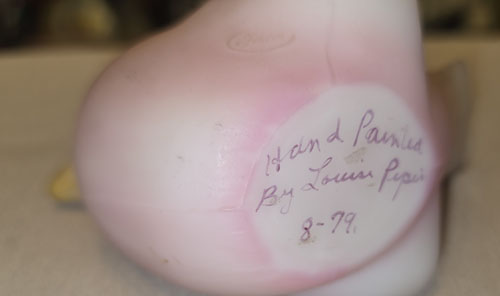 Hand Painted
By Louise Piper
8-79.